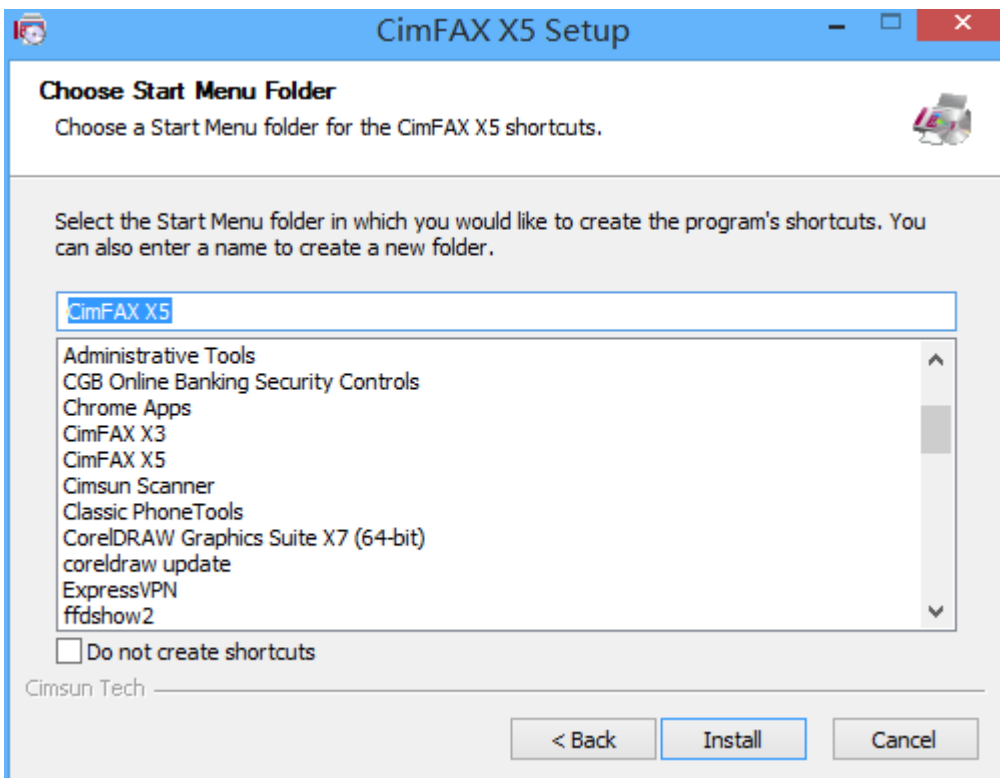 CimFAX X5 Setup
Choose Start Menu Folder
Choose a Start Menu folder for the CimFAX X5 shortcuts.
Select the Start Menu folder in which you would like to create the program's shortcuts. You
can also enter a name to create a new folder.
CimFAX X5
Administrative Tools
CGB Online Banking Security Controls
Chrome Apps
CimFAX X3
CimFAX X5
Cimsun Scanner
Classic PhoneTools
CorelDRAW Graphics Suite X7 (64-bit)
coreldraw update
ExpressVPN
ffdshow2
Do not create shortcuts
Cimsun Tech
< Back Install Cancel